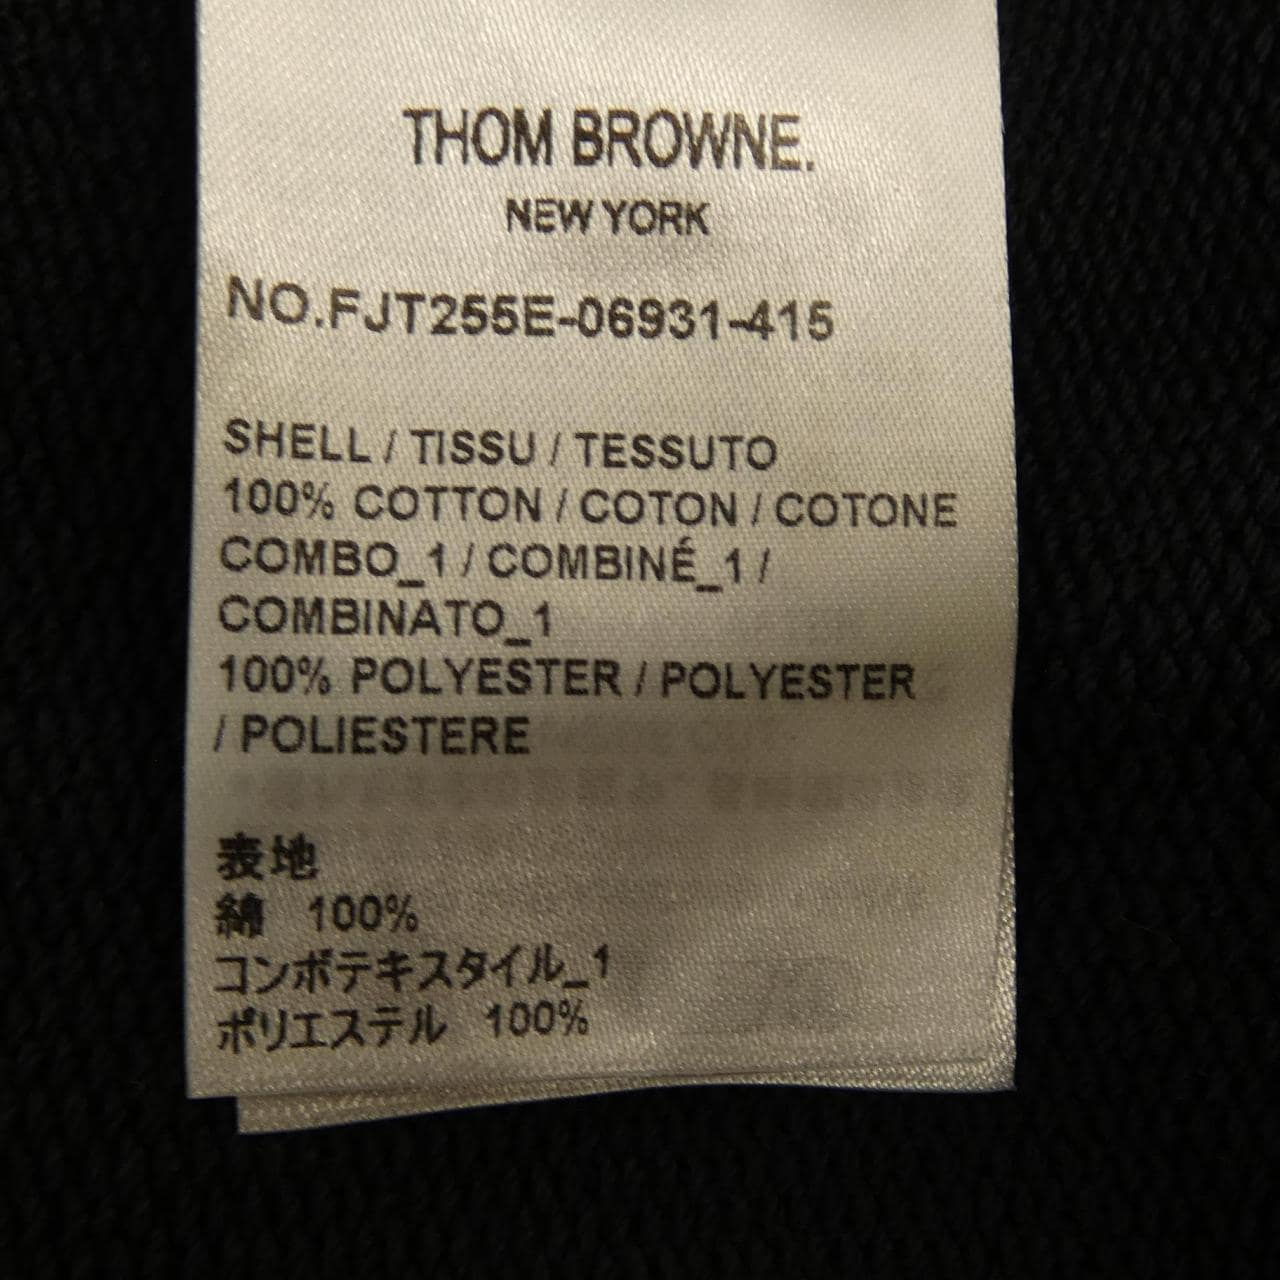 THOM BROWNE.
NEW YORK
NO.FJT255E-06931-415
SHELL / TISSU / TESSUTO
100% COTTON / COTON / COTONE
COMBO_1 / COMBINÉ_1 /
COMBINATO_1
100% POLYESTER / POLYESTER
/ POLIESTERE
表地
綿 100%
コンボテキスタイル_1
ポリエステル 100%